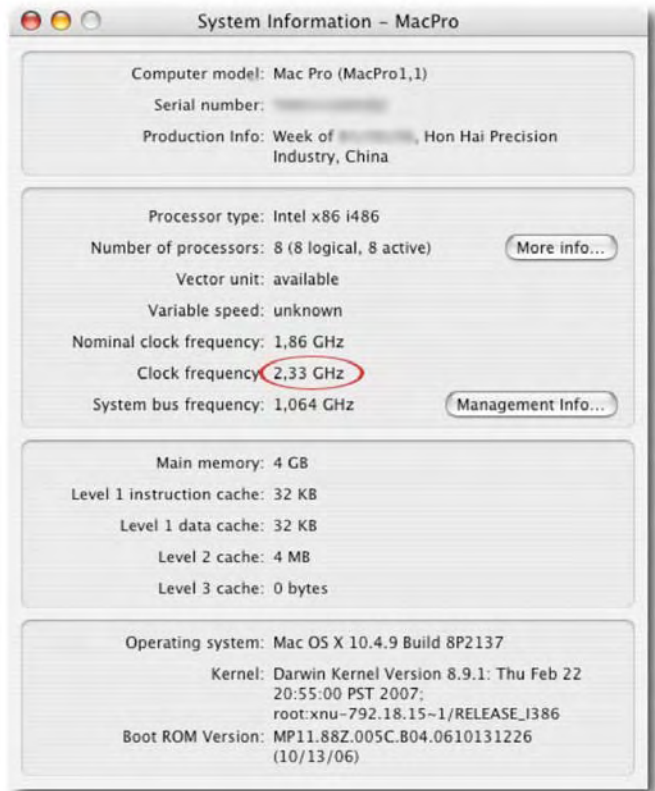 System Information – MacPro
Computer model: Mac Pro (MacPro1,1)
Serial number:
Production Info: Week of , Hon Hai Precision
Industry, China
Processor type: Intel x86 i486
Number of processors: 8 (8 logical, 8 active) More info...
Vector unit: available
Variable speed: unknown
Nominal clock frequency: 1,86 GHz
Clock frequency 2,33 GHz
System bus frequency: 1,064 GHz Management Info...
Main memory: 4 GB
Level 1 instruction cache: 32 KB
Level 1 data cache: 32 KB
Level 2 cache: 4 MB
Level 3 cache: 0 bytes
Operating system: Mac OS X 10.4.9 Build 8P2137
Kernel: Darwin Kernel Version 8.9.1: Thu Feb 22
20:55:00 PST 2007;
root:xnu-792.18.15~1/RELEASE_I386
Boot ROM Version: MP11.88Z.005C.B04.0610131226
(10/13/06)